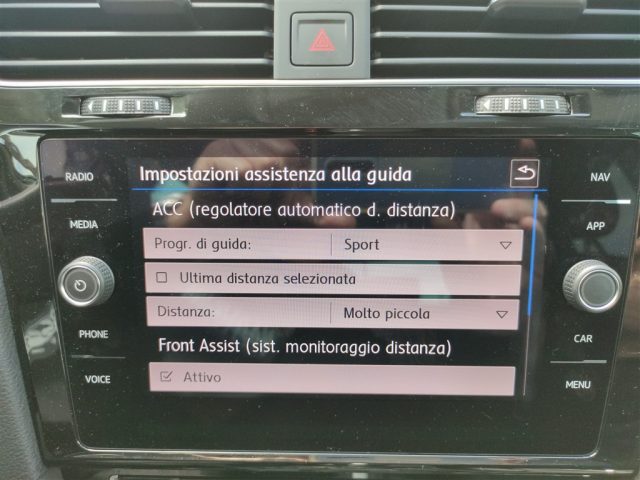 Impostazioni assistenza alla guida
RADIO
NAV
ACC (regolatore automatico d. distanza)
MEDIA
APP
Progr. di guida: Sport
Ultima distanza selezionata
Distanza: Molto piccola
PHONE
CAR
Front Assist (sist. monitoraggio distanza)
VOICE
Attivo
MENU